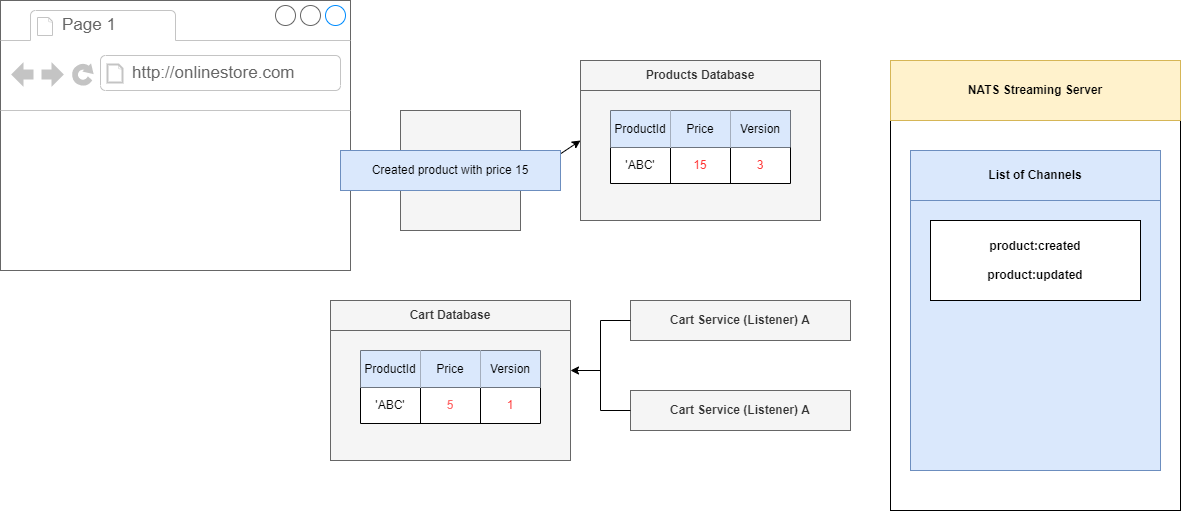 Page 1
http://onlinestore.com
Created product with price 15
Products Database
ProductId Price Version
'ABC' 15 3
NATS Streaming Server
List of Channels
product:created
product:updated
Cart Database
ProductId Price Version
'ABC' 5 1
Cart Service (Listener) A
Cart Service (Listener) A